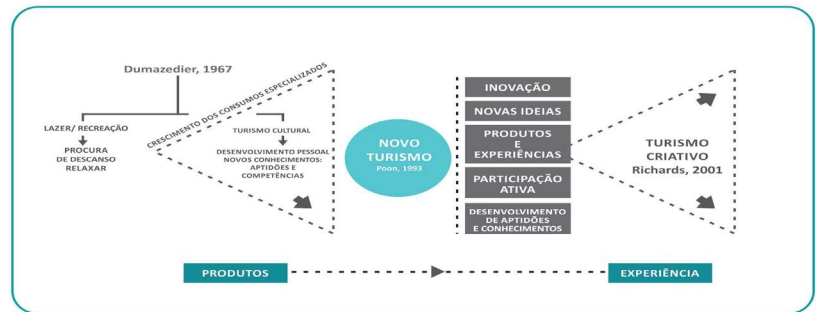 Dumazedier, 1967
CRESCIMENTO DOS CONSUMOS ESPECIALIZADOS
LAZER/ RECREAÇÃO
PROCURA
DE DESCANSO
RELAXAR
TURISMO CULTURAL
DESENVOLVIMENTO PESSOAL
NOVOS CONHECIMENTOS:
APTIDÕES E
COMPETÊNCIAS
NOVO
TURISMO
Poon, 1993
INOVAÇÃO
NOVAS IDEIAS
PRODUTOS
E
EXPERIÊNCIAS
PARTICIPAÇÃO
ATIVA
DESENVOLVIMENTO
DE APTIDÕES
E CONHECIMENTOS
TURISMO
CRIATIVO
Richards, 2001
PRODUTOS
EXPERIÊNCIA